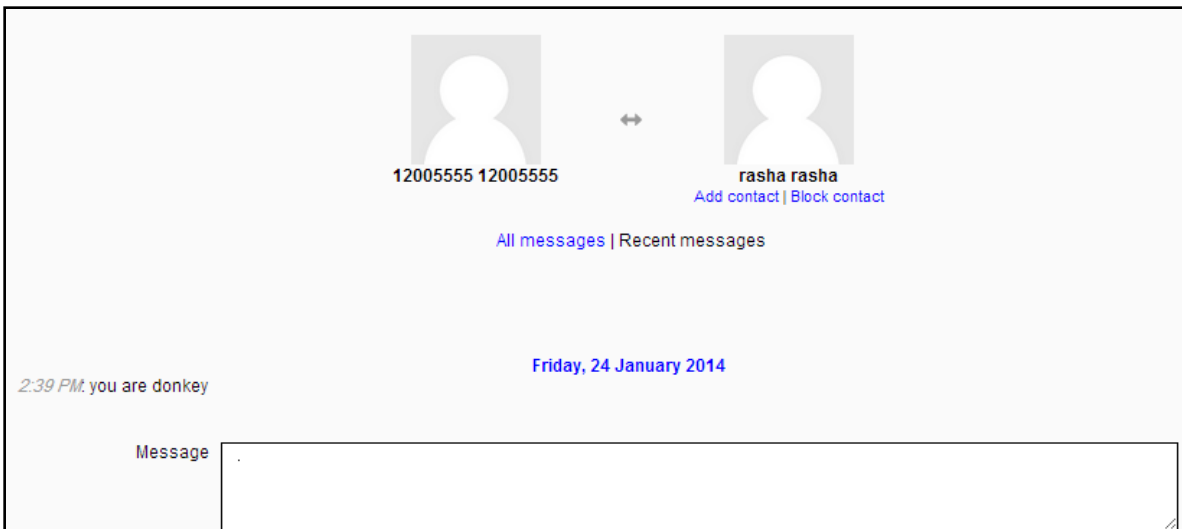 12005555 12005555
rasha rasha
Add contact | Block contact
All messages | Recent messages
Friday, 24 January 2014
2:39 PM: you are donkey
Message
.